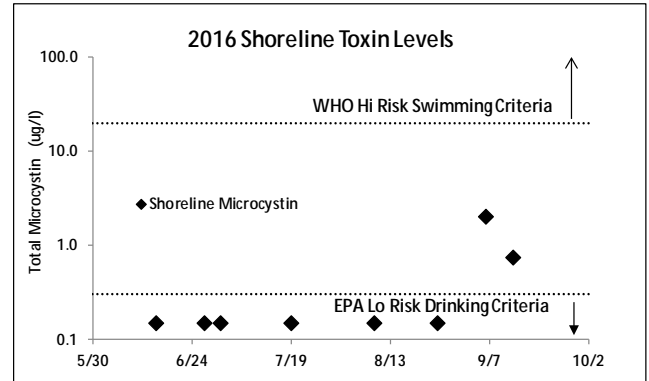 2016 Shoreline Toxin Levels
100.0
WHO Hi Risk Swimming Criteria
10.0
Total Microcystin (ug/l)
Shoreline Microcystin
1.0
EPA Lo Risk Drinking Criteria
0.1
5/30 6/24 7/19 8/13 9/7 10/2